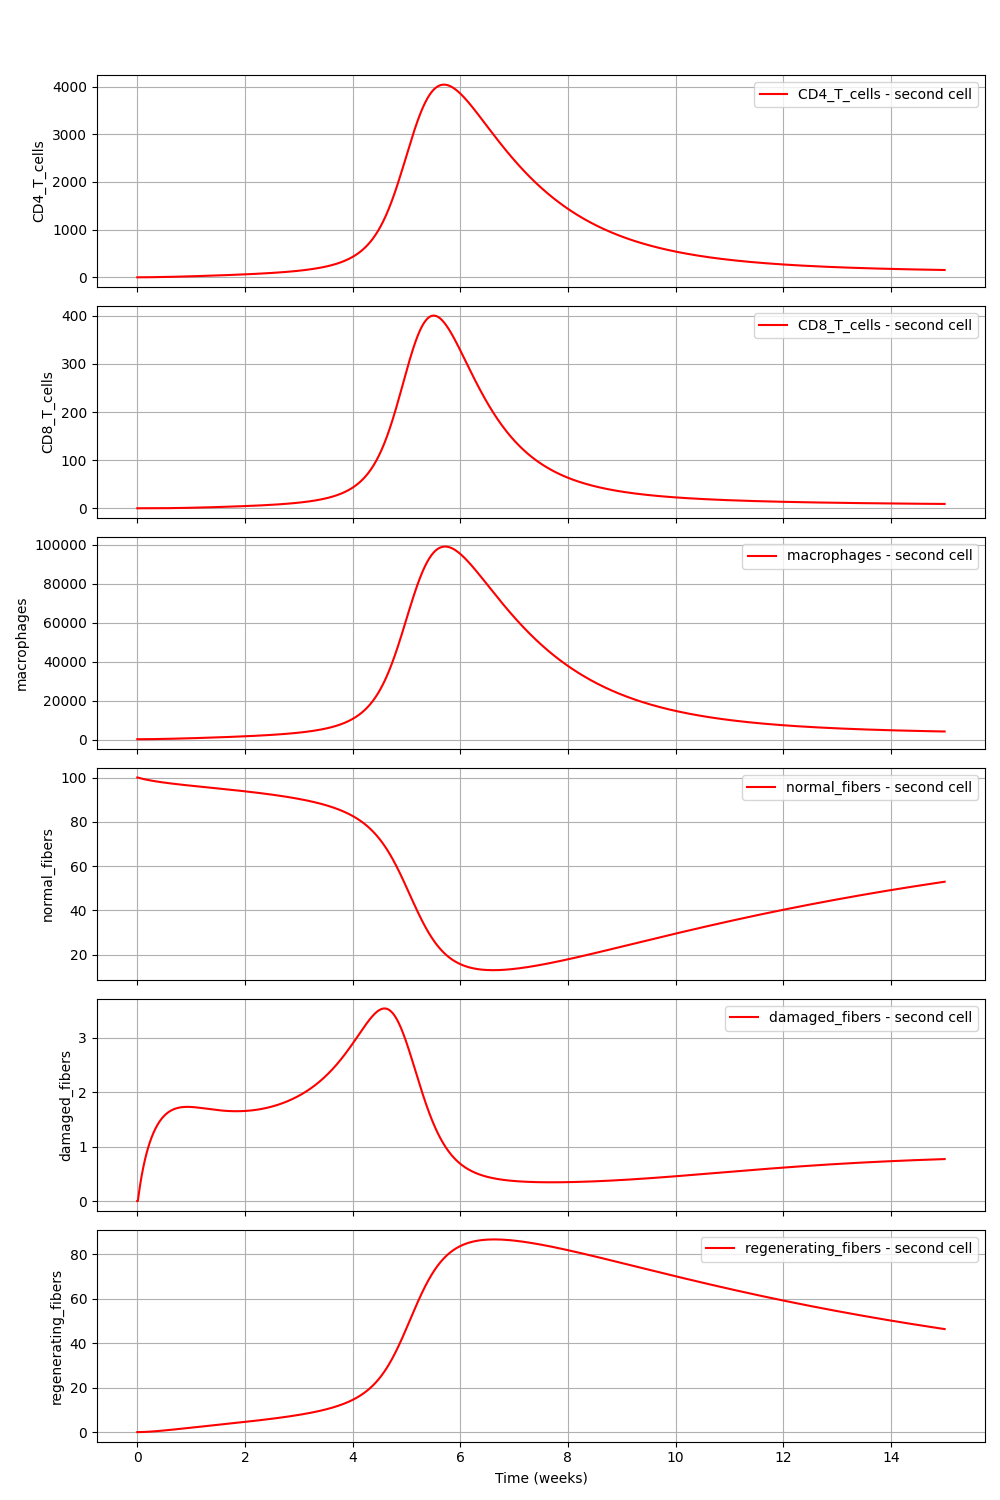 4000
3000
2000
1000
0
CD4_T_cells
CD4_T_cells - second cell
400
300
200
100
0
CD8_T_cells
CD8_T_cells - second cell
100000
80000
60000
40000
20000
0
macrophages
macrophages - second cell
100
80
60
40
20
normal_fibers
normal_fibers - second cell
3
2
1
0
damaged_fibers
damaged_fibers - second cell
80
60
40
20
0
regenerating_fibers
regenerating_fibers - second cell
0 2 4 6 8 10 12 14
Time (weeks)